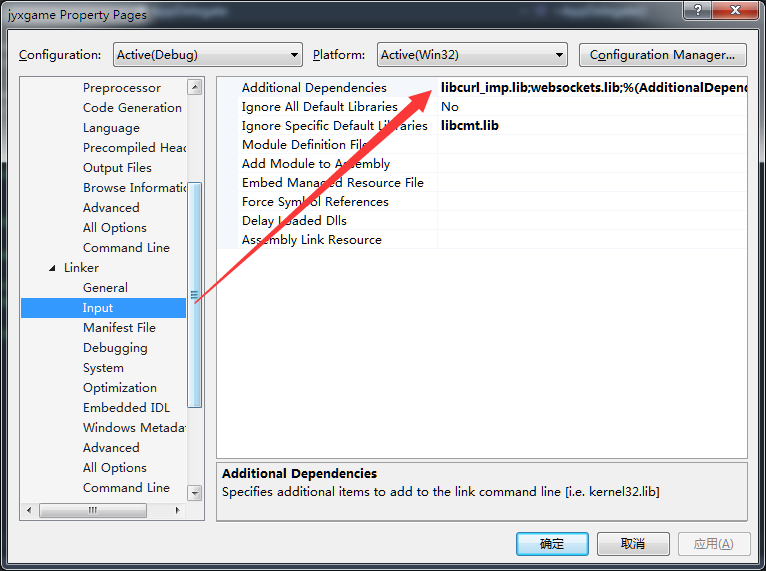 jyxgame Property Pages
Configuration: Active(Debug) Platform: Active(Win32) Configuration Manager...
Preprocessor
Code Generation
Language
Precompiled Head
Output Files
Browse Informatic
Advanced
All Options
Command Line
Linker
General
Input
Manifest File
Debugging
System
Optimization
Embedded IDL
Windows Metadat
Advanced
All Options
Command Line
Additional Dependencies libcurl_imp.lib;websockets.lib;%(AdditionalDepend
Ignore All Default Libraries No
Ignore Specific Default Libraries libcmt.lib
Module Definition File
Add Module to Assembly
Embed Managed Resource File
Force Symbol References
Delay Loaded Dlls
Assembly Link Resource
Additional Dependencies
Specifies additional items to add to the link command line [i.e. kernel32.lib]
确定 取消 应用(A)